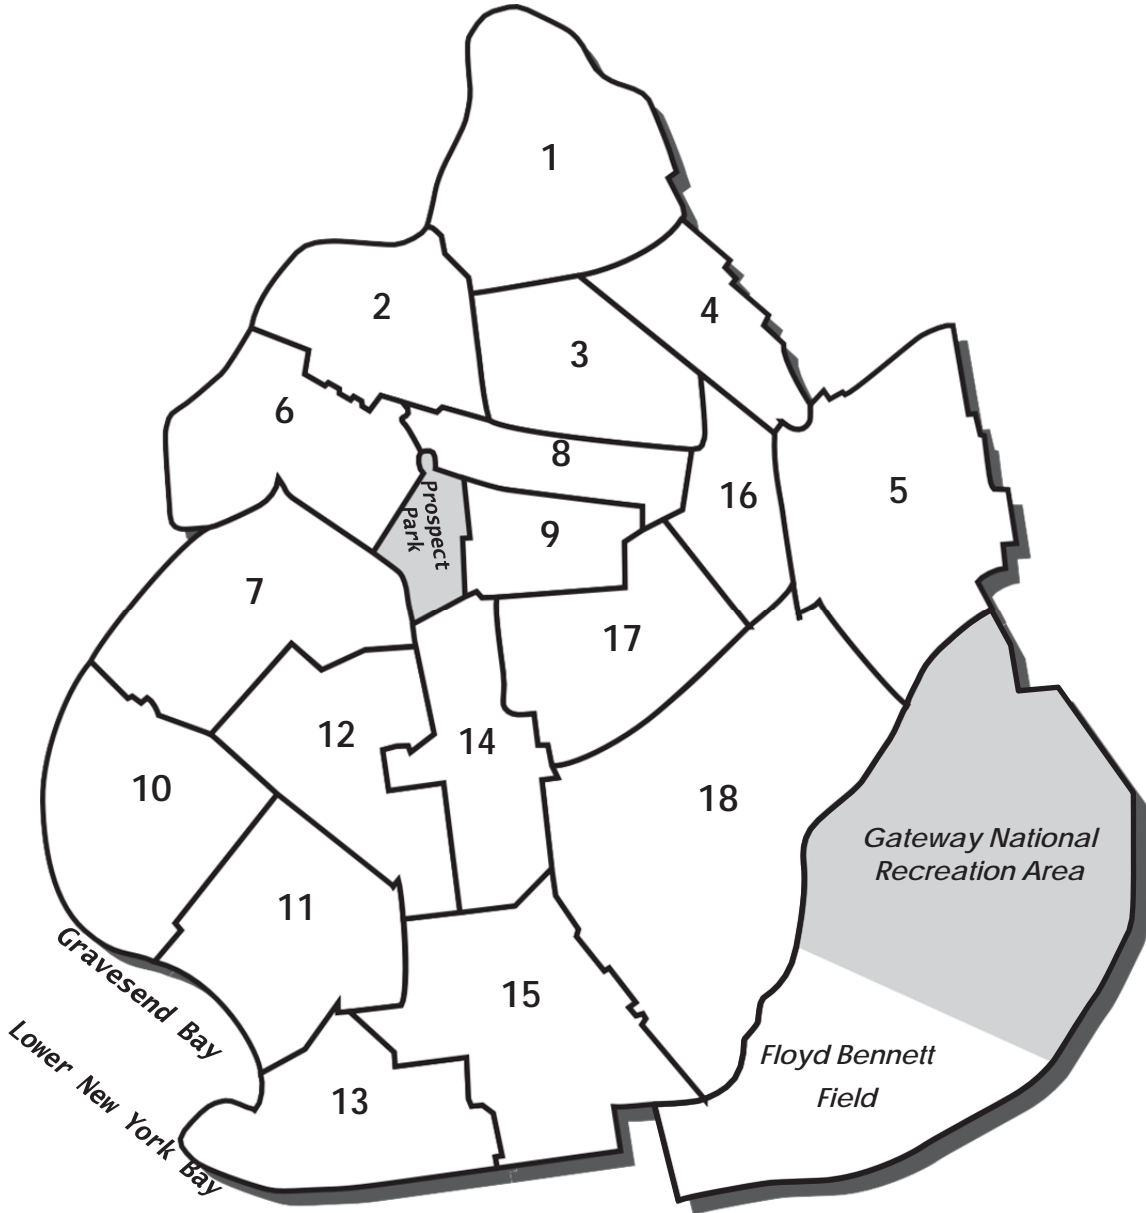 1
2
3
4
6
8
16
5
Prospect
Park
9
7
17
12
14
10
18
Gateway National
Recreation Area
11
Gravesend Bay
15
Lower New York Bay
Floyd Bennett
Field
13